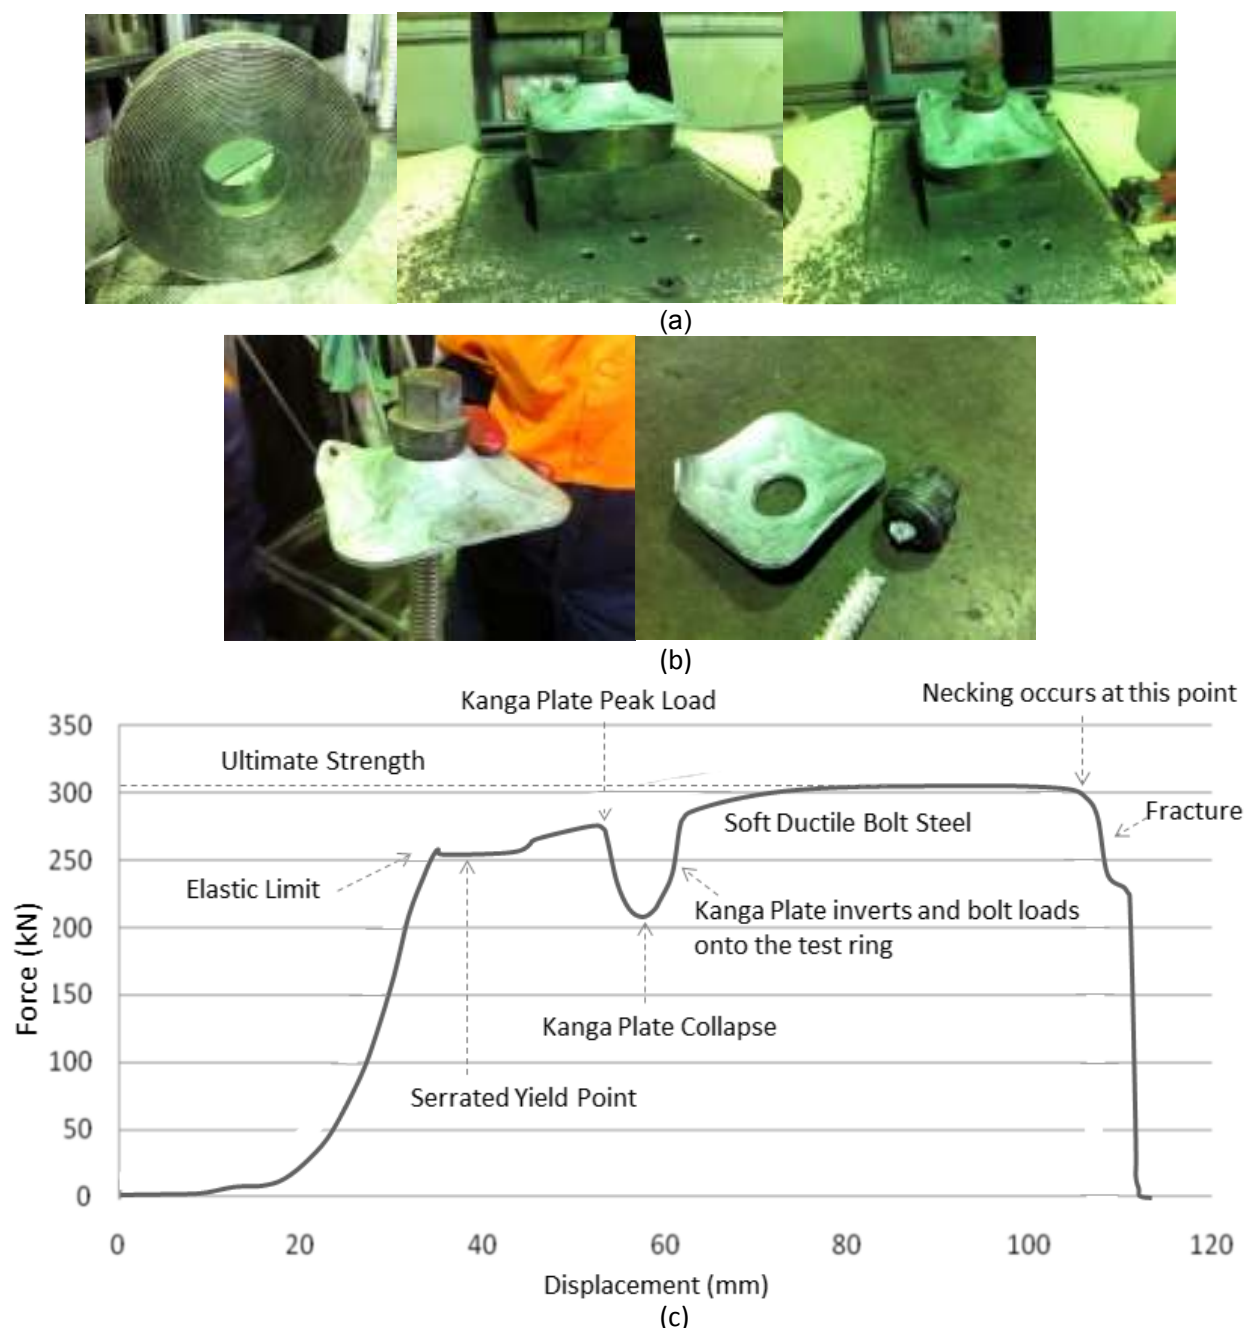 (a)
(b)
Kanga Plate Peak Load
Necking occurs at this point
350
Ultimate Strength
300
Soft Ductile Bolt Steel
Fracture
250
Elastic Limit
Kanga Plate inverts and bolt loads
onto the test ring
200
150
Kanga Plate Collapse
100
Serrated Yield Point
50
0
Force (kN)
0 20 40 60 80 100 120
Displacement (mm)
(c)